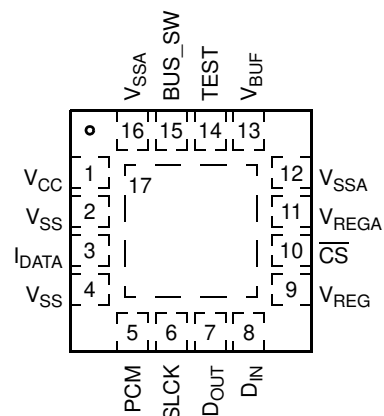 V_SSA
BUS_SW
TEST
V_BUF
16 15 14 13
V_CC 1
V_SS 2
I_DATA 3
V_SS 4
17
12 V_SSA
11 V_REGA
10 C̅S̅
9 V_REG
5 6 7 8
PCM
SLCK
D_OUT
D_IN